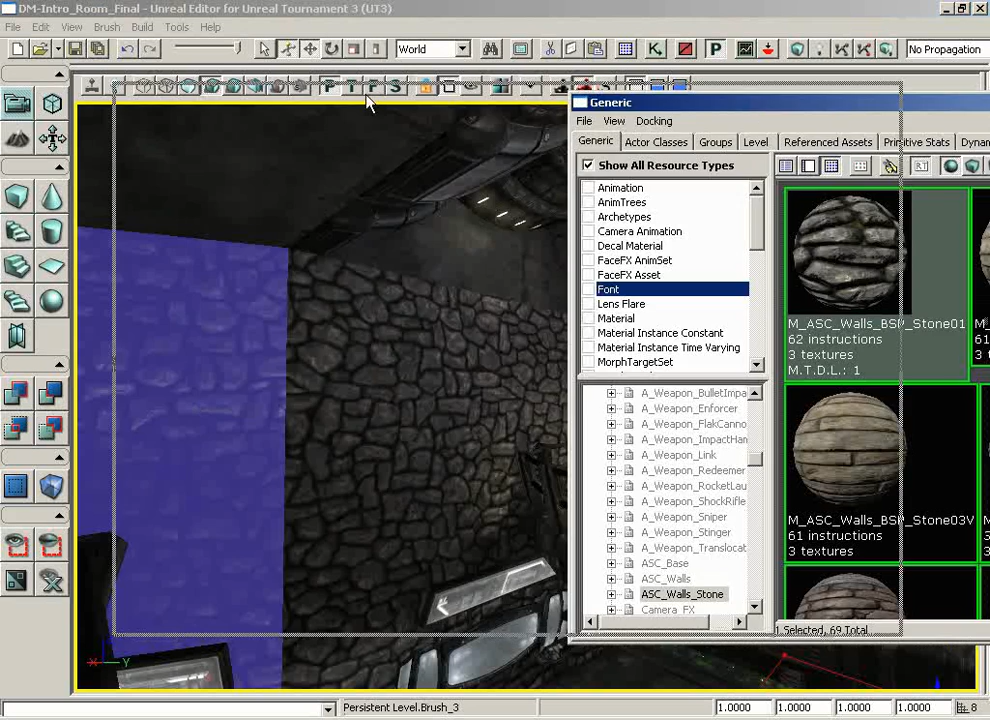 DM-Intro_Room_Final - Unreal Editor for Unreal Tournament 3 (UT3)
File Edit View Brush Build Tools Help
World
No Propagation
P T F S
Generic
File View Docking
Generic Actor Classes Groups Level Referenced Assets Primitive Stats Dynam
Show All Resource Types
Animation
AnimTrees
Archetypes
Camera Animation
Decal Material
FaceFX AnimSet
FaceFX Asset
Font
Lens Flare
Material
Material Instance Constant
Material Instance Time Varying
MorphTargetSet
A_Weapon_BulletImpa
A_Weapon_Enforcer
A_Weapon_FlakCanno
A_Weapon_ImpactHan
A_Weapon_Link
A_Weapon_Redeemer
A_Weapon_RocketLau
A_Weapon_ShockRifle
A_Weapon_Sniper
A_Weapon_Stinger
A_Weapon_Translocat
ASC_Base
ASC_Walls
ASC_Walls_Stone
Camera_FX
M_ASC_Walls_BSP_Stone01
62 instructions
3 textures
M.T.D.L.: 1
M_ASC_Walls_BSP_Stone03V
61 instructions
3 textures
1 Selected, 69 Total
X Y
Persistent Level.Brush_3
1.0000 1.0000 1.0000 1.0000 8